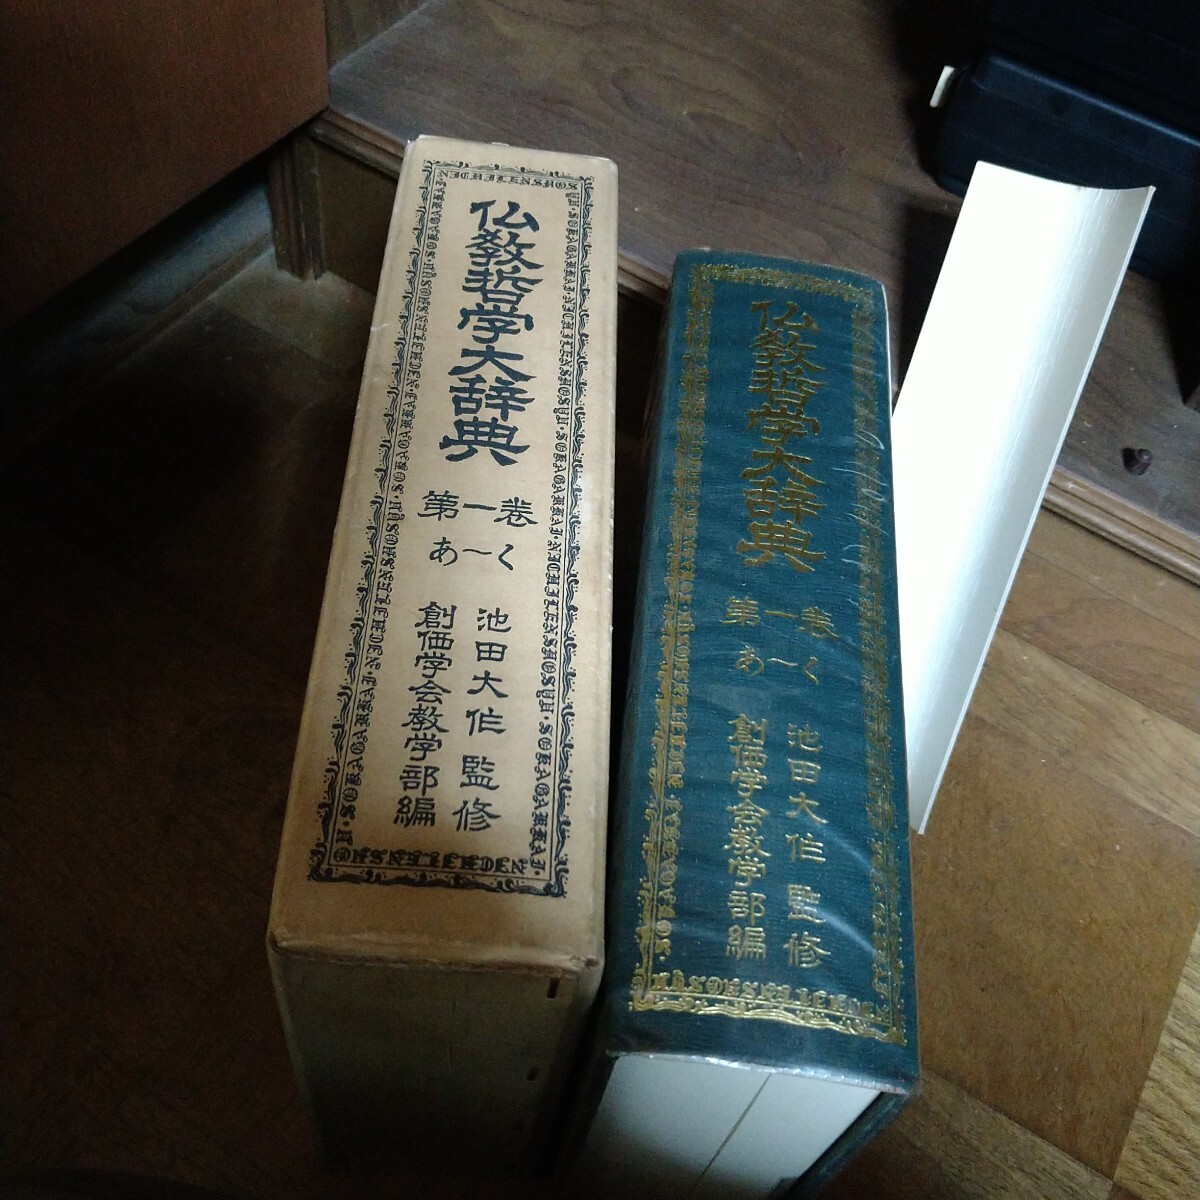 仏教哲学大辞典
第一巻
あ〜く
池田大作 監修
創価学会教学部編
仏教哲学大辞典
第一巻
あ〜く
池田大作 監修
創価学会教学部編